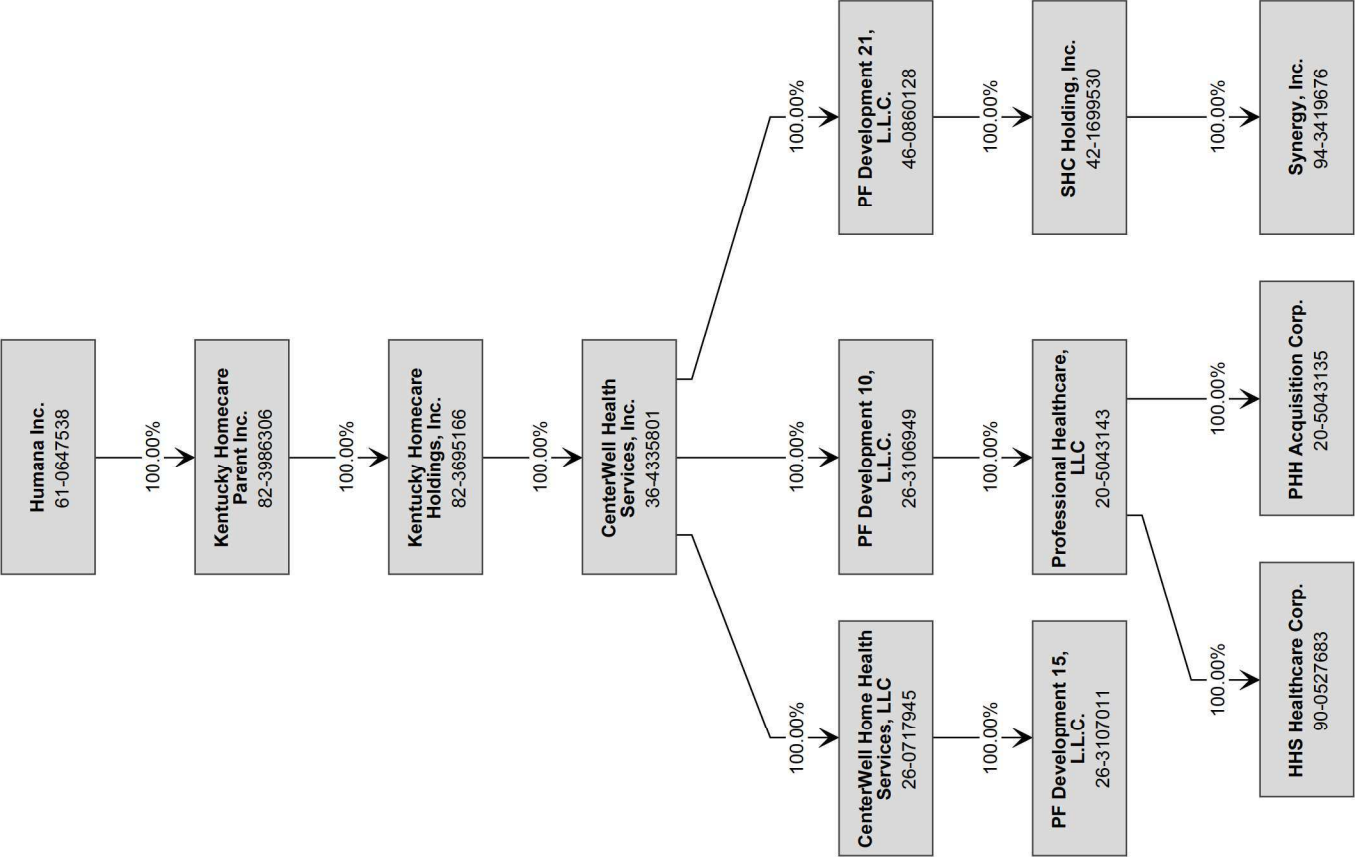 Humana Inc.
61-0647538
100.00%
Kentucky Homecare
Parent Inc.
82-3986306
100.00%
Kentucky Homecare
Holdings, Inc.
82-3695166
100.00%
CenterWell Health
Services, Inc.
36-4335801
100.00%
100.00%
100.00%
CenterWell Home Health
Services, LLC
26-0717945
PF Development 10,
L.L.C.
26-3106949
PF Development 21,
L.L.C.
46-0860128
100.00%
100.00%
100.00%
PF Development 15,
L.L.C.
26-3107011
Professional Healthcare,
LLC
20-5043143
SHC Holding, Inc.
42-1699530
100.00%
100.00%
100.00%
HHS Healthcare Corp.
90-0527683
PHH Acquisition Corp.
20-5043135
Synergy, Inc.
94-3419676